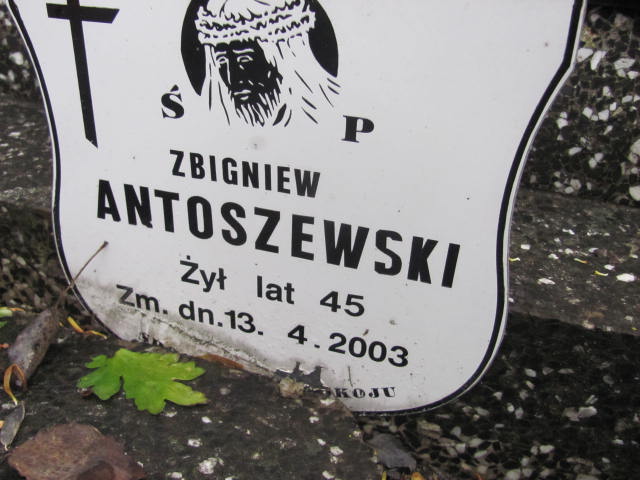 Ś P
ZBIGNIEW
ANTOSZEWSKI
Żył lat 45
Zm. dn. 13. 4. 2003